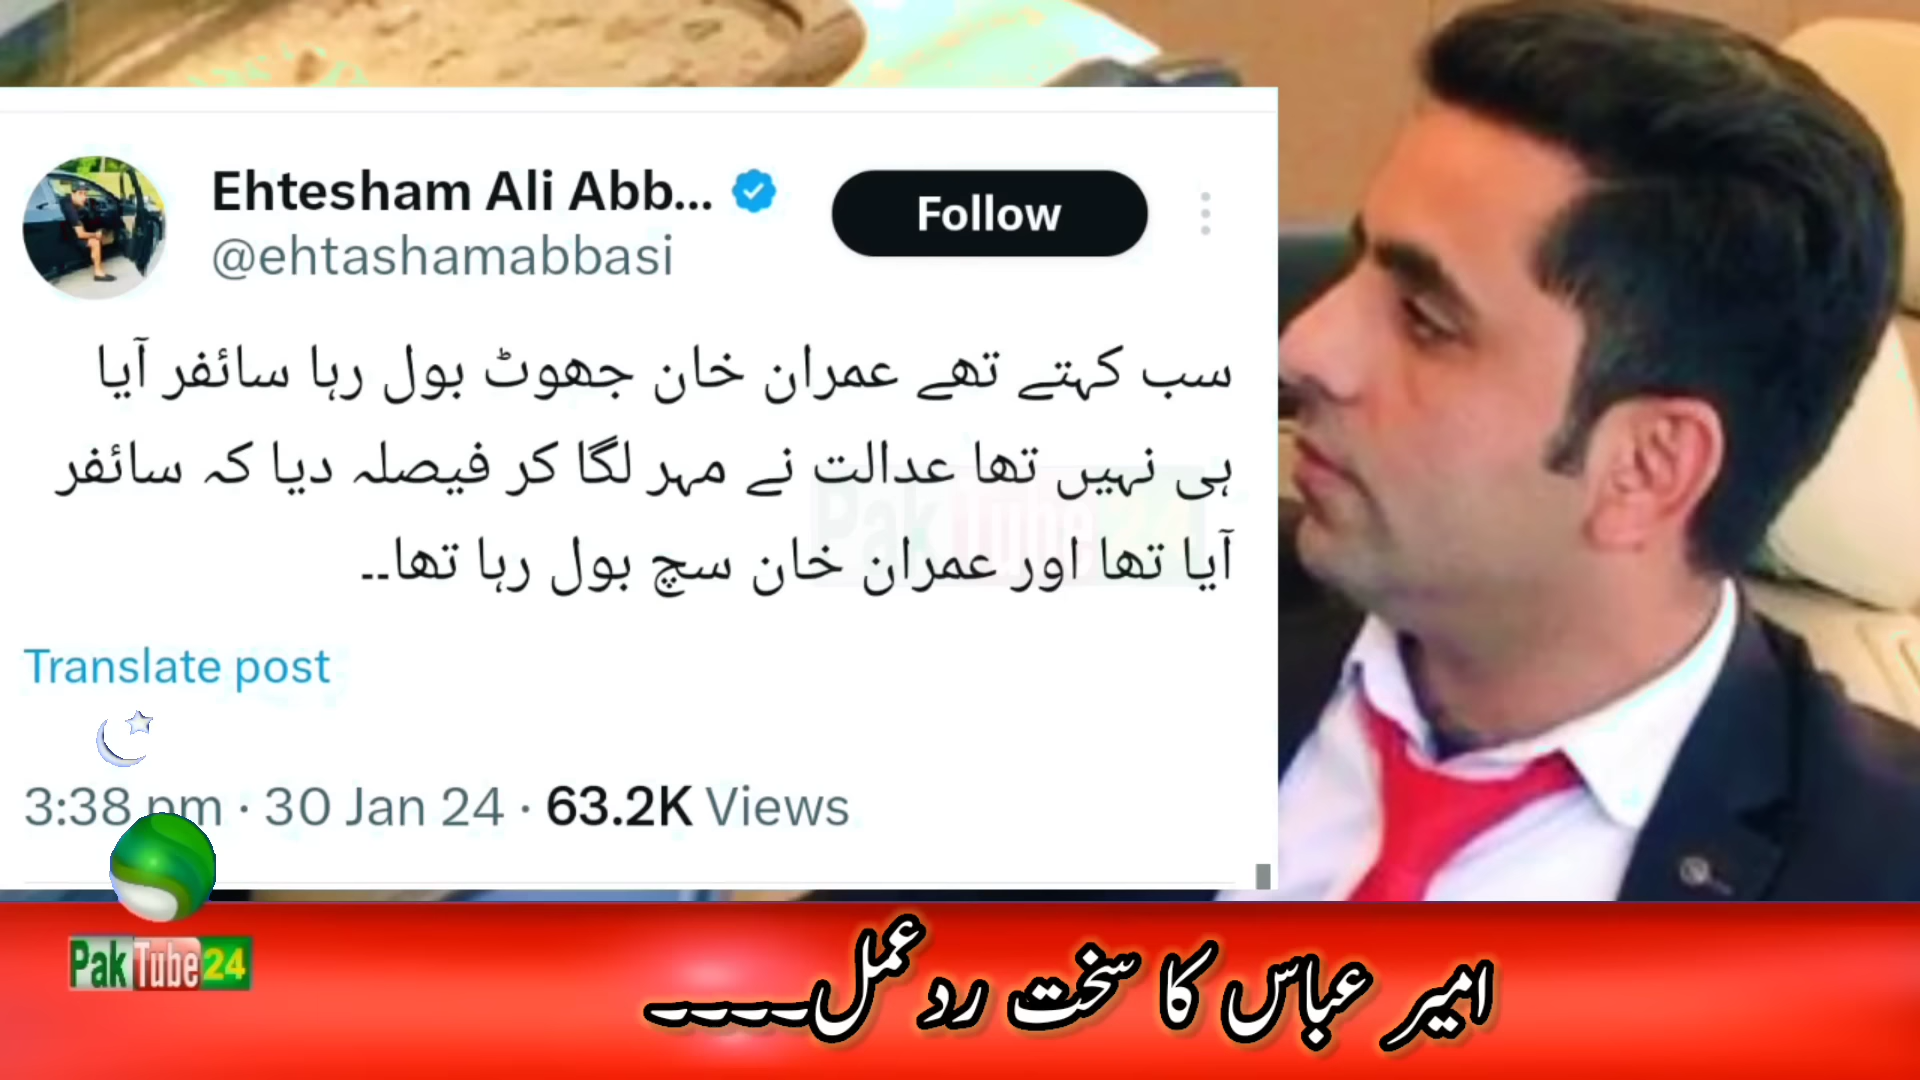 Ehtesham Ali Abb...
Follow
@ehtashamabbasi
سب کہتے تھے عمران خان جھوٹ بول رہا سائفر آیا
ہی نہیں تھا عدالت نے مہر لگا کر فیصلہ دیا کہ سائفر
آیا تھا اور عمران خان سچ بول رہا تھا۔۔
PakTube24
Translate post
3:38 pm · 30 Jan 24 · 63.2K Views
PakTube24
امیر عباس کا سخت ردعمل۔۔۔۔